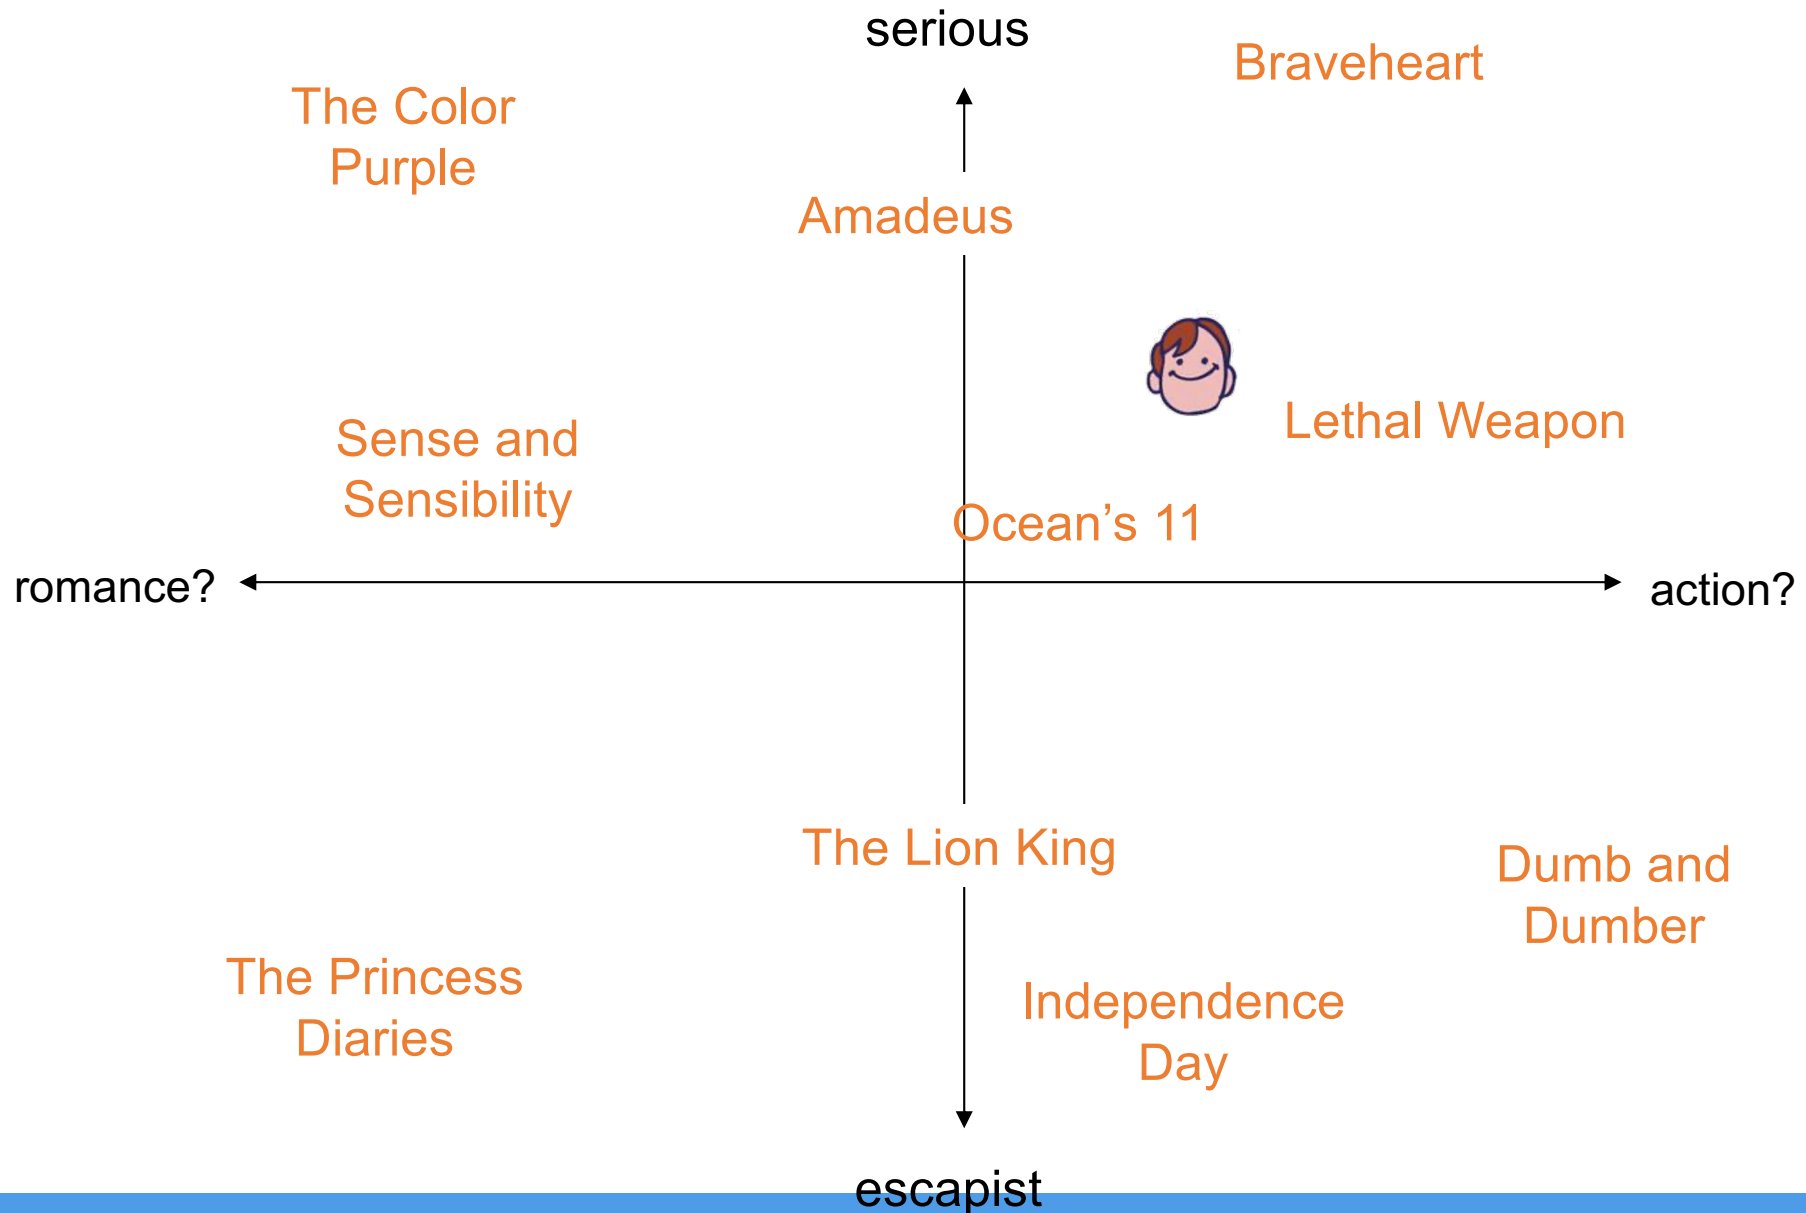 serious
Braveheart
The Color
Purple
Amadeus
Lethal Weapon
Sense and
Sensibility
Ocean’s 11
romance?
action?
The Lion King
Dumb and
Dumber
The Princess
Diaries
Independence
Day
escapist